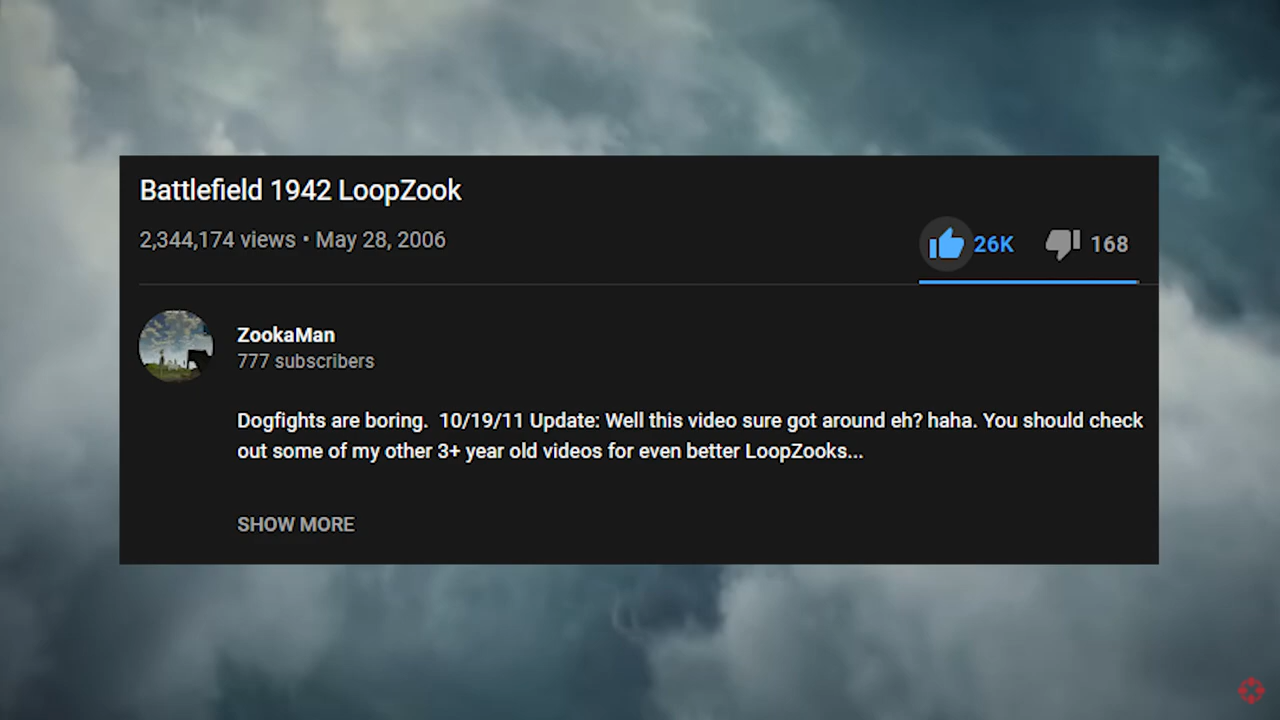 Battlefield 1942 LoopZook
2,344,174 views • May 28, 2006
26K
168
ZookaMan
777 subscribers
Dogfights are boring.  10/19/11 Update: Well this video sure got around eh? haha. You should check
out some of my other 3+ year old videos for even better LoopZooks...
SHOW MORE